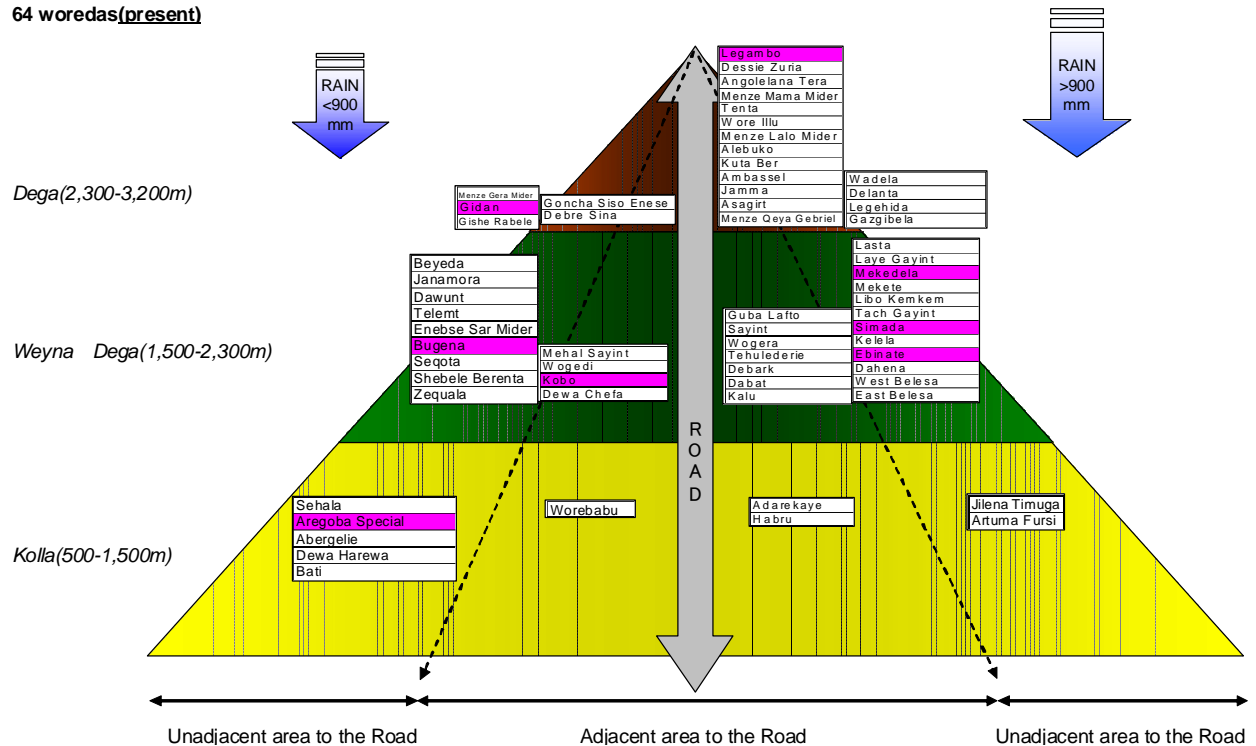 64 woredas(present)
RAIN
<900
mm
RAIN
>900
mm
Dega(2,300-3,200m)
Menze Gera Mider
Gidan
Gishe Rabele
Goncha Siso Enese
Debre Sina
Legambo
Dessie Zuria
Angolelana Tera
Menze Mama Mider
Tenta
Wore Illu
Menze Lalo Mider
Alebuko
Kuta Ber
Ambassel
Jamma
Asagirt
Menze Qeya Gebriel
Wadela
Delanta
Legehida
Gazgibela
Weyna Dega(1,500-2,300m)
Beyeda
Janamora
Dawunt
Telemt
Enebse Sar Mider
Bugena
Seqota
Shebele Berenta
Zequala
Mehal Sayint
Wogedi
Kobo
Dewa Chefa
Guba Lafto
Sayint
Wogera
Tehulederie
Debark
Dabat
Kalu
Lasta
Laye Gayint
Mekedela
Mekete
Libo Kemkem
Tach Gayint
Simada
Kelela
Ebinate
Dahena
West Belesa
East Belesa
ROAD
Kolla(500-1,500m)
Sehala
Aregoba Special
Abergelie
Dewa Harewa
Bati
Worebabu
Adarekaye
Habru
Jilena Timuga
Artuma Fursi
Unadjacent area to the Road
Adjacent area to the Road
Unadjacent area to the Road